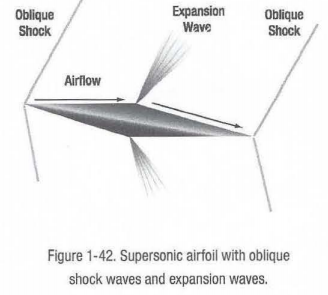 Oblique
Shock
Expansion
Wave
Oblique
Shock
Airflow
Figure 1-42. Supersonic airfoil with oblique
shock waves and expansion waves.